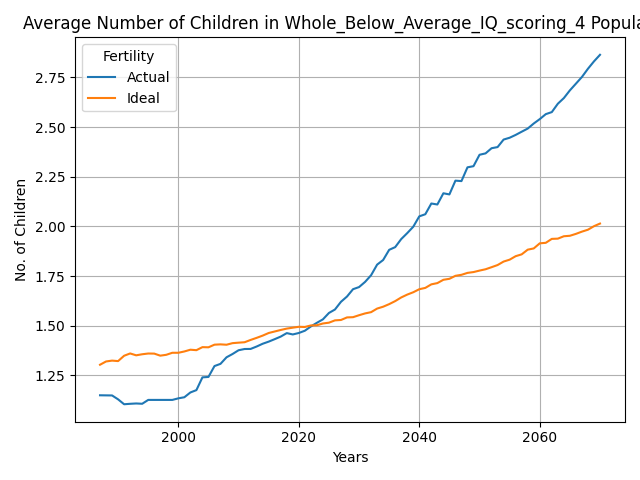 Average Number of Children in Whole_Below_Average_IQ_scoring_4 Popula
Fertility
Actual
Ideal
2.75
2.50
2.25
2.00
1.75
1.50
1.25
No. of Children
2000 2020 2040 2060
Years